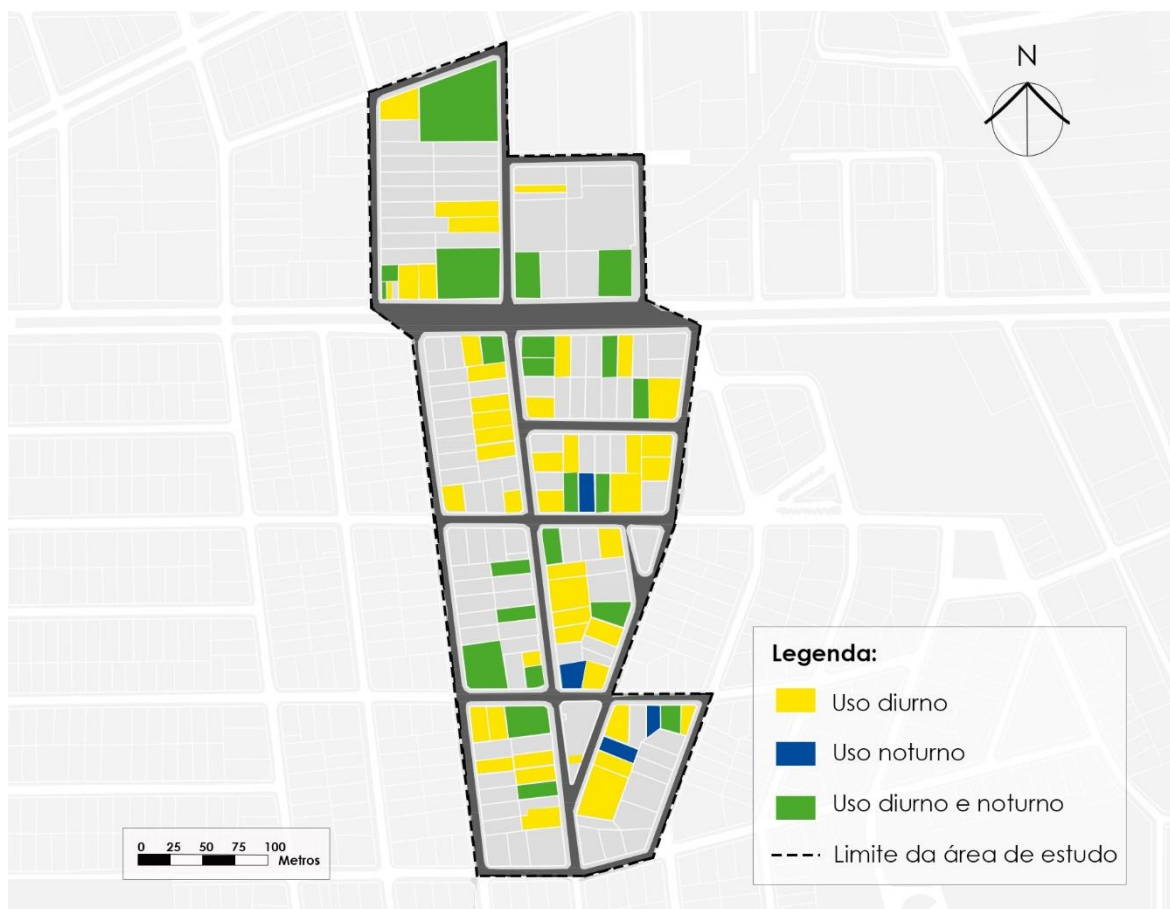 N
Legenda:
Uso diurno
Uso noturno
Uso diurno e noturno
Limite da área de estudo
0 25 50 75 100
Metros